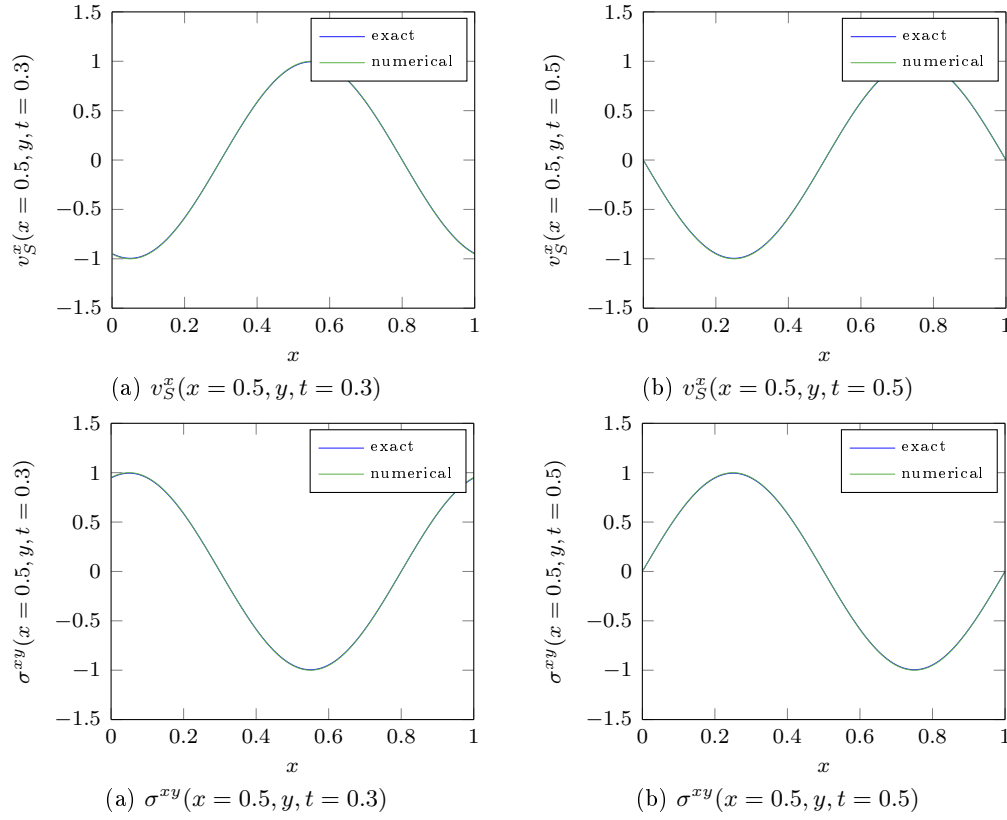 1.5
1
0.5
0
−0.5
−1
−1.5
0 0.2 0.4 0.6 0.8 1
x
v_S^x(x = 0.5, y, t = 0.3)
exact
numerical
(a) v_S^x(x = 0.5, y, t = 0.3)
1.5
1
0.5
0
−0.5
−1
−1.5
0 0.2 0.4 0.6 0.8 1
x
v_S^x(x = 0.5, y, t = 0.5)
exact
numerical
(b) v_S^x(x = 0.5, y, t = 0.5)
1.5
1
0.5
0
−0.5
−1
−1.5
0 0.2 0.4 0.6 0.8 1
x
σ^{xy}(x = 0.5, y, t = 0.3)
exact
numerical
(a) σ^{xy}(x = 0.5, y, t = 0.3)
1.5
1
0.5
0
−0.5
−1
−1.5
0 0.2 0.4 0.6 0.8 1
x
σ^{xy}(x = 0.5, y, t = 0.5)
exact
numerical
(b) σ^{xy}(x = 0.5, y, t = 0.5)